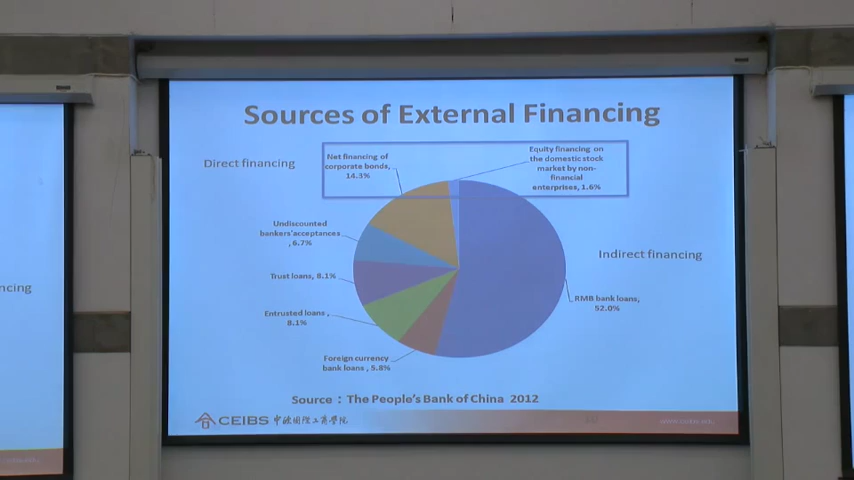 Sources of External Financing
Direct financing
Net financing of
corporate bonds,
14.3%
Equity financing on
the domestic stock
market by non-
financial
enterprises, 1.6%
Undiscounted
bankers'acceptances
, 6.7%
Indirect financing
Trust loans, 8.1%
ncing
RMB bank loans,
52.0%
Entrusted loans ,
8.1%
Foreign currency
bank loans , 5.8%
Source：The People's Bank of China 2012
CEIBS 中欧国际工商学院